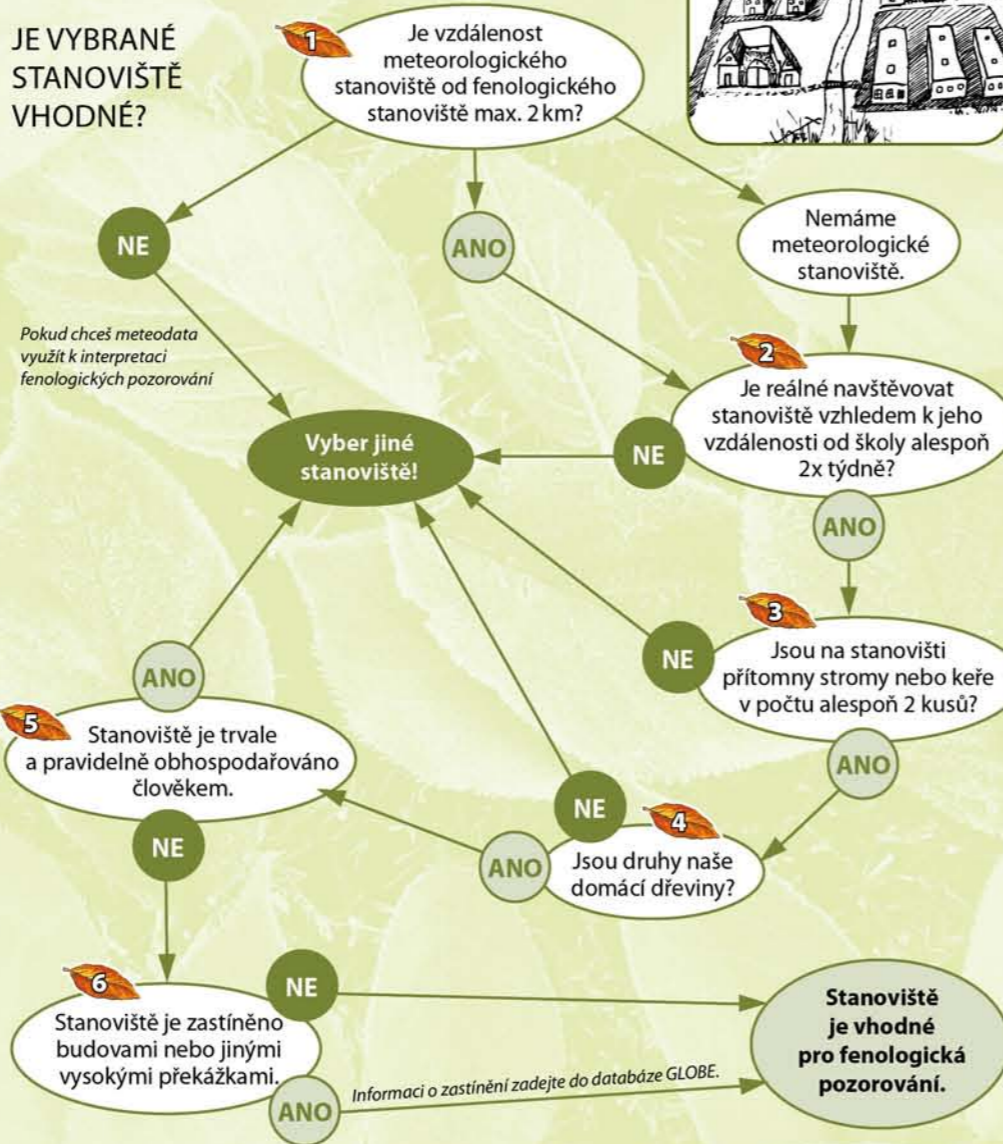 JE VYBRANÉ
STANOVIŠTĚ
VHODNÉ?
1
Je vzdálenost
meteorologického
stanoviště od fenologického
stanoviště max. 2 km?
NE
ANO
Nemáme
meteorologické
stanoviště.
Pokud chceš meteodata
využít k interpretaci
fenologických pozorování
2
Je reálné navštěvovat
stanoviště vzhledem k jeho
vzdálenosti od školy alespoň
2x týdně?
Vyber jiné
stanoviště!
NE
ANO
3
Jsou na stanovišti
přítomny stromy nebo keře
v počtu alespoň 2 kusů?
NE
ANO
4
Jsou druhy naše
domácí dřeviny?
NE
ANO
ANO
5
Stanoviště je trvale
a pravidelně obhospodařováno
člověkem.
NE
6
Stanoviště je zastíněno
budovami nebo jinými
vysokými překážkami.
NE
ANO
Informaci o zastínění zadejte do databáze GLOBE.
Stanoviště
je vhodné
pro fenologická
pozorování.